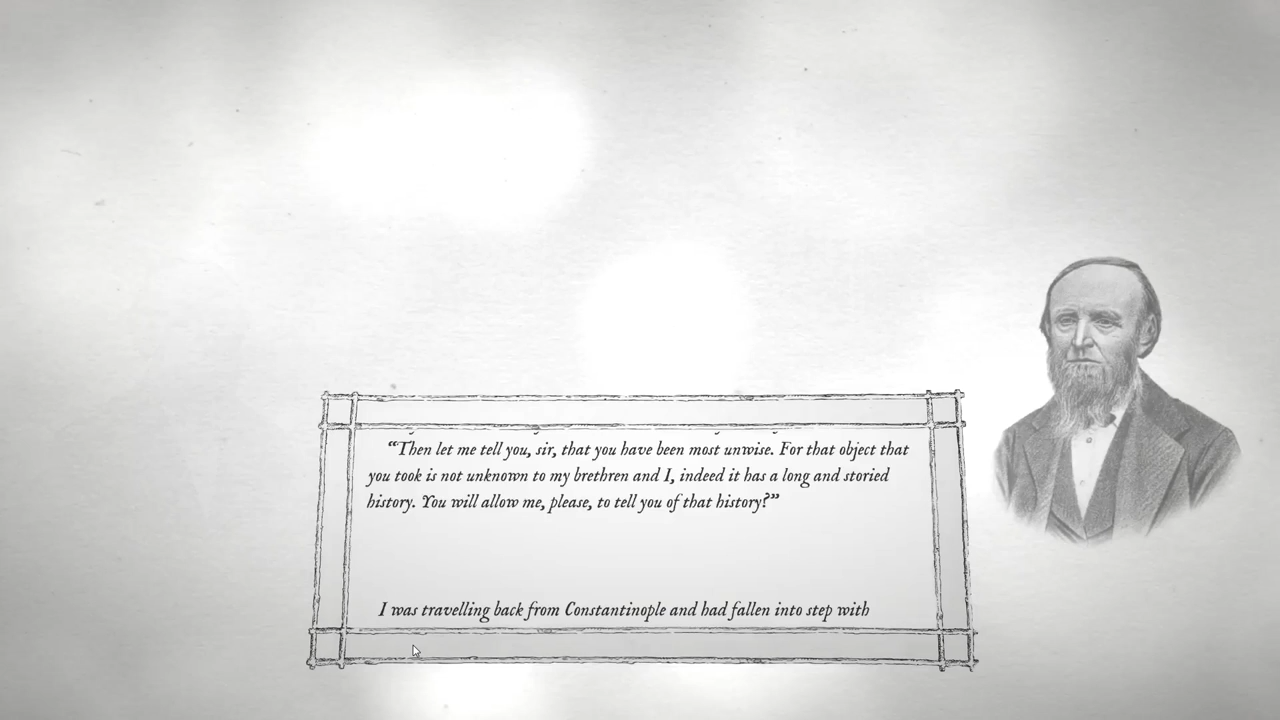 “Then let me tell you, sir, that you have been most unwise. For that object that
you took is not unknown to my brethren and I, indeed it has a long and storied
history. You will allow me, please, to tell you of that history?”
I was travelling back from Constantinople and had fallen into step with